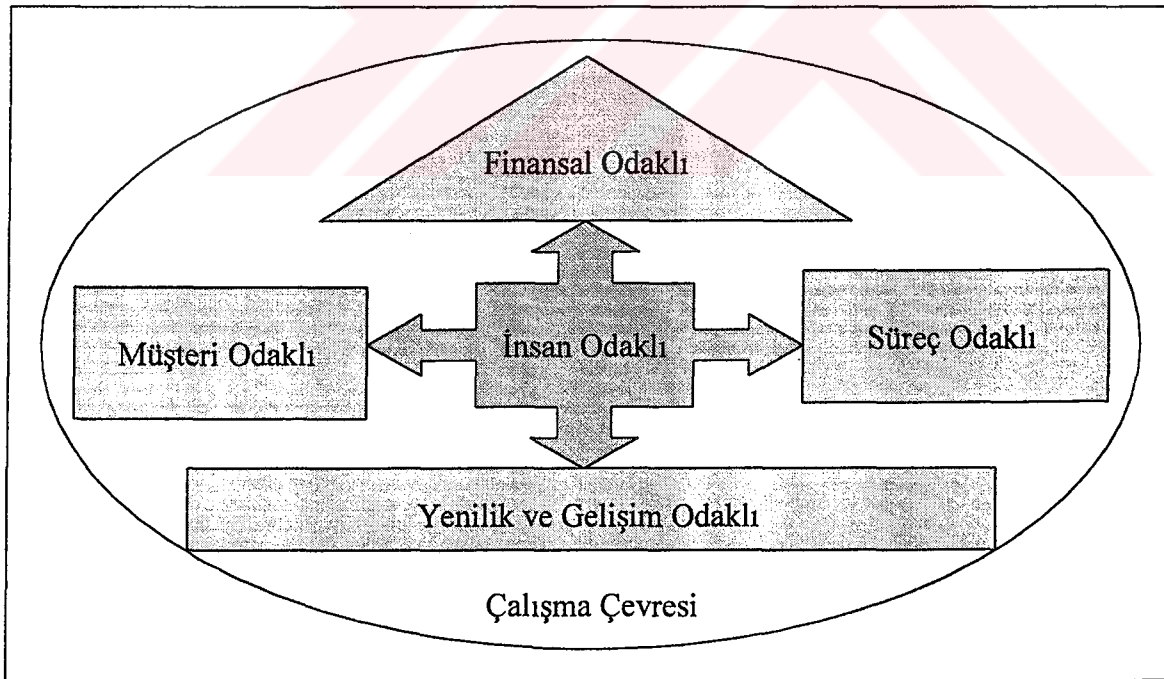 Finansal Odaklı
Müşteri Odaklı
İnsan Odaklı
Süreç Odaklı
Yenilik ve Gelişim Odaklı
Çalışma Çevresi